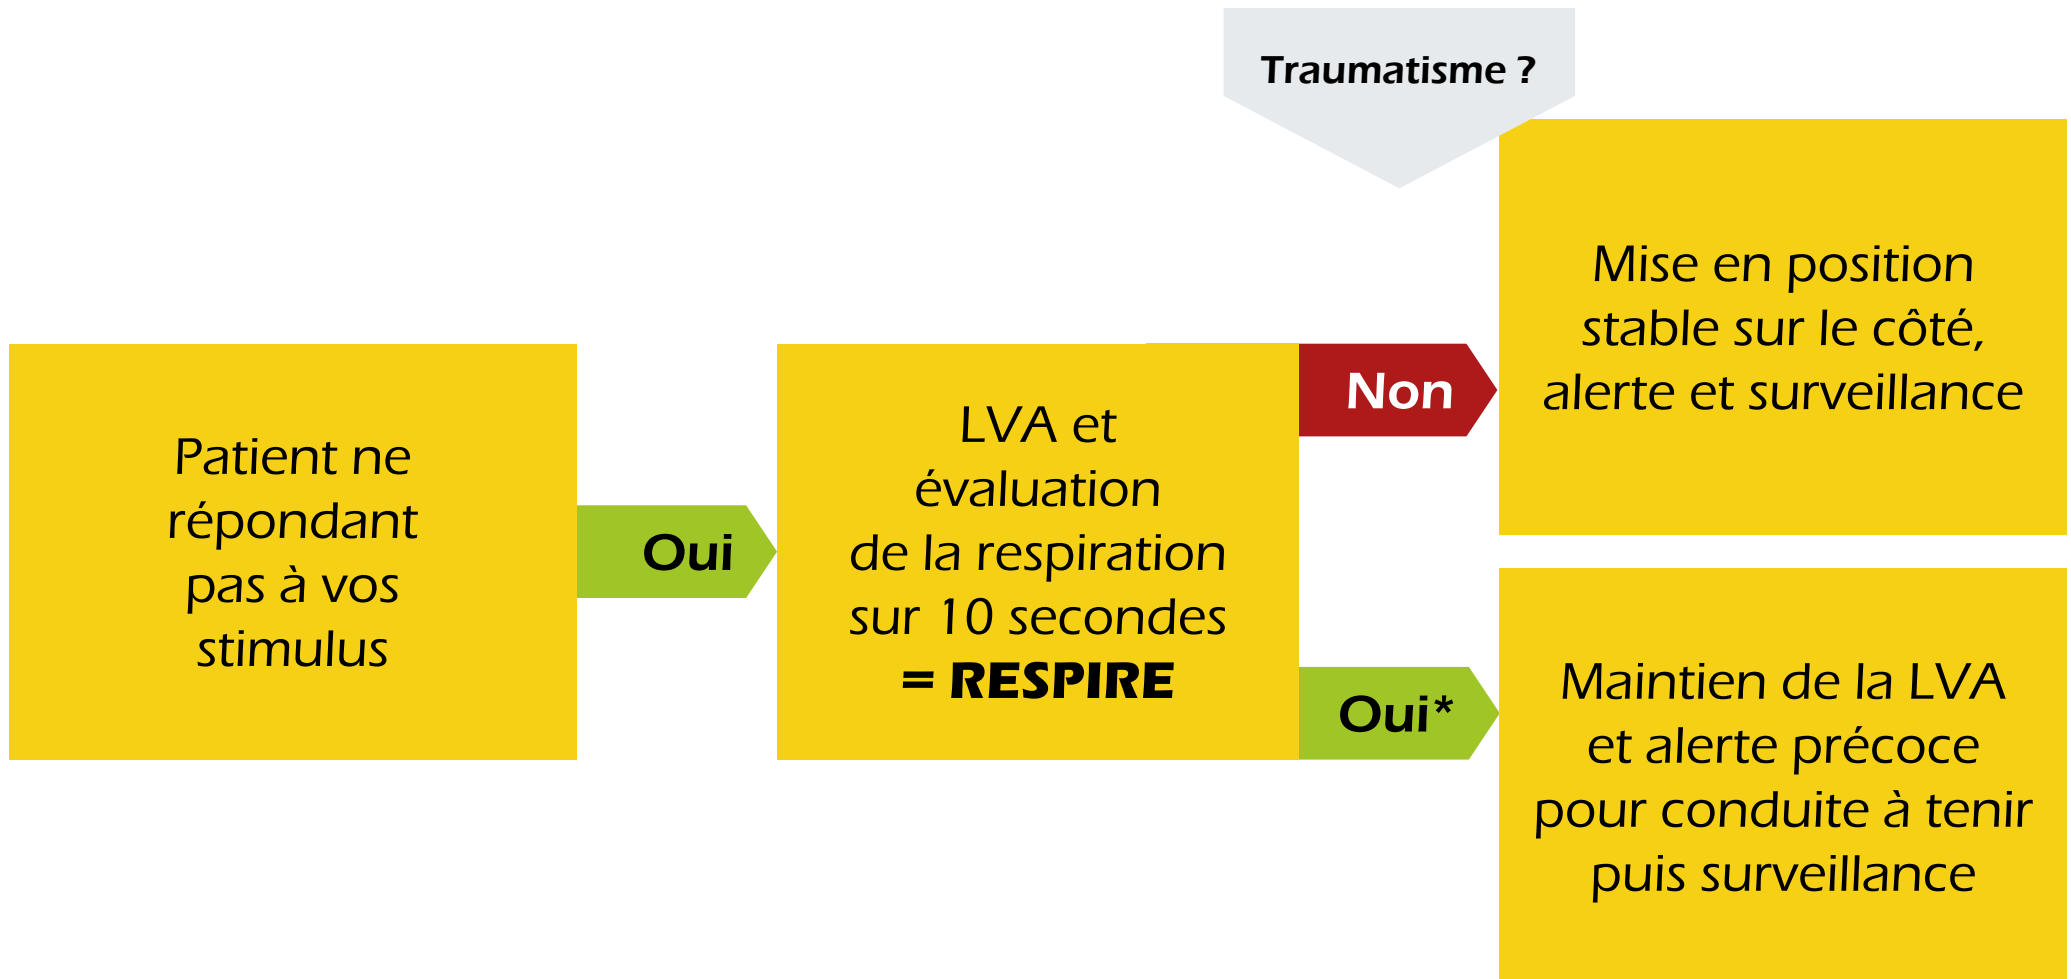 Traumatisme ?
Patient ne
répondant
pas à vos
stimulus
Oui
LVA et
évaluation
de la respiration
sur 10 secondes
= RESPIRE
Non
Mise en position
stable sur le côté,
alerte et surveillance
Oui*
Maintien de la LVA
et alerte précoce
pour conduite à tenir
puis surveillance